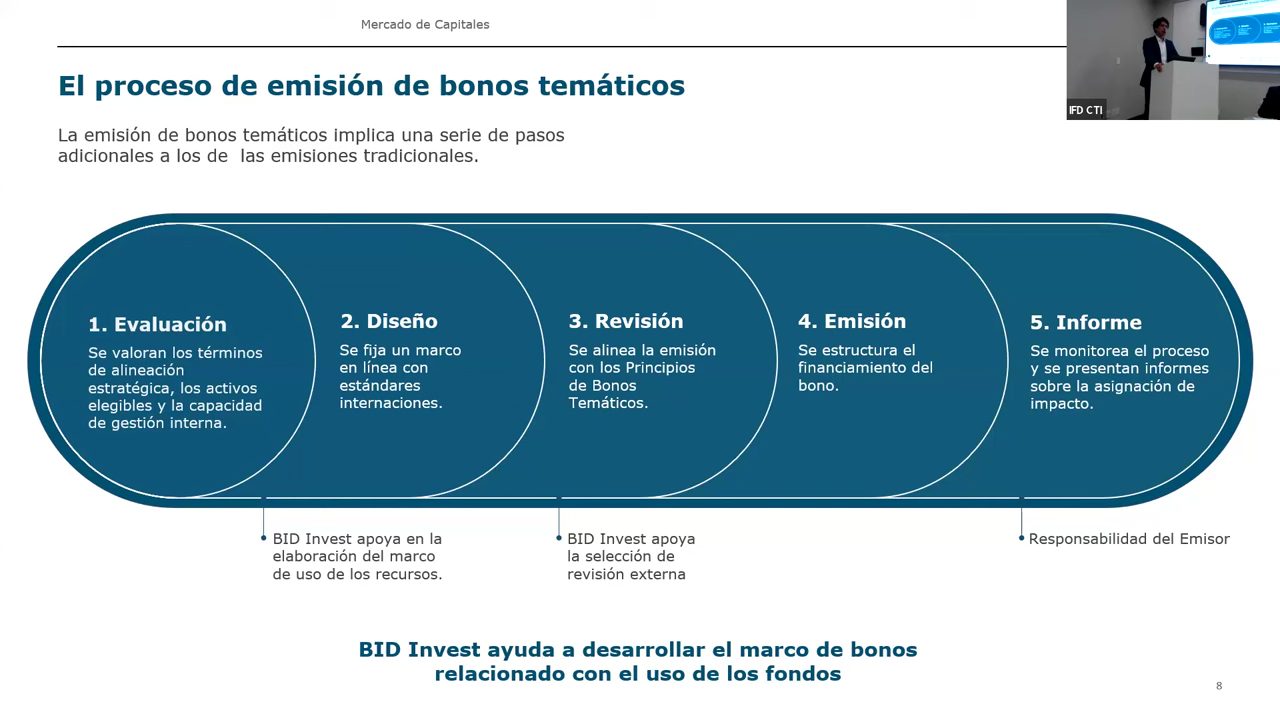 Mercado de Capitales
El proceso de emisión de bonos temáticos
La emisión de bonos temáticos implica una serie de pasos
adicionales a los de las emisiones tradicionales.
IFD CTI
1. Evaluación
Se valoran los términos
de alineación
estratégica, los activos
elegibles y la capacidad
de gestión interna.
2. Diseño
Se fija un marco
en línea con
estándares
internaciones.
3. Revisión
Se alinea la emisión
con los Principios
de Bonos
Temáticos.
4. Emisión
Se estructura el
financiamiento del
bono.
5. Informe
Se monitorea el proceso
y se presentan informes
sobre la asignación de
impacto.
BID Invest apoya en la
elaboración del marco
de uso de los recursos.
BID Invest apoya
la selección de
revisión externa
Responsabilidad del Emisor
BID Invest ayuda a desarrollar el marco de bonos
relacionado con el uso de los fondos
8